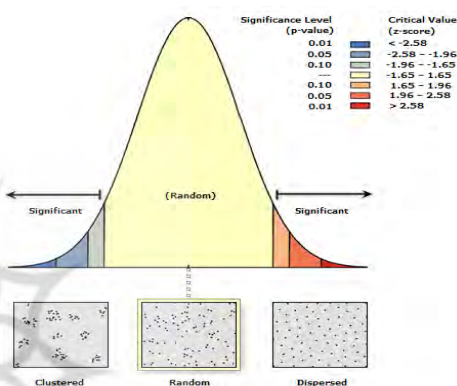 Significance Level Critical Value
(p-value) (z-score)
0.01 < -2.58
0.05 -2.58 – -1.96
0.10 -1.96 – -1.65
--- -1.65 – 1.65
0.10 1.65 – 1.96
0.05 1.96 – 2.58
0.01 > 2.58
(Random)
Significant Significant
Clustered Random Dispersed